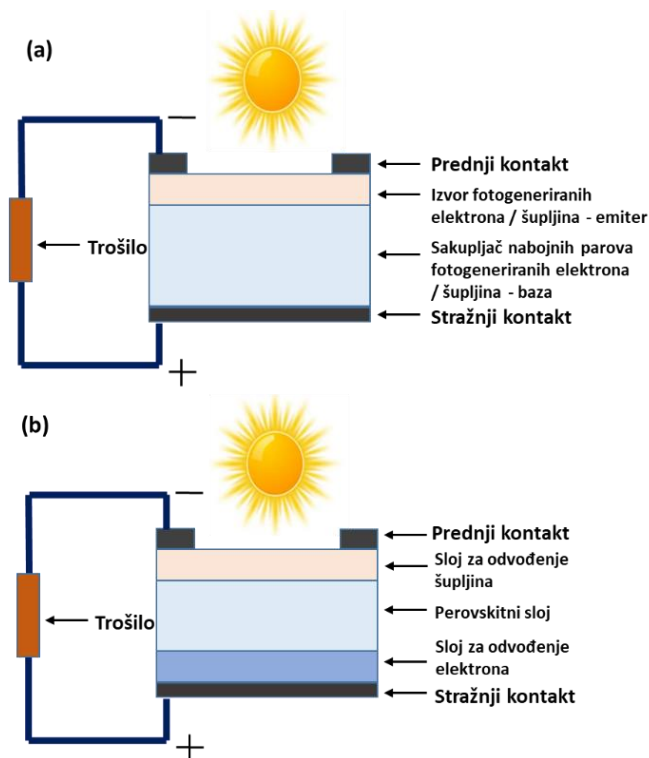 (a)
−
Prednji kontakt
Izvor fotogeneriranih
elektrona / šupljina - emiter
Trošilo
Sakupljač nabojnih parova
fotogeneriranih elektrona
/ šupljina - baza
Stražnji kontakt
+
(b)
−
Prednji kontakt
Sloj za odvođenje
šupljina
Trošilo
Perovskitni sloj
Sloj za odvođenje
elektrona
Stražnji kontakt
+